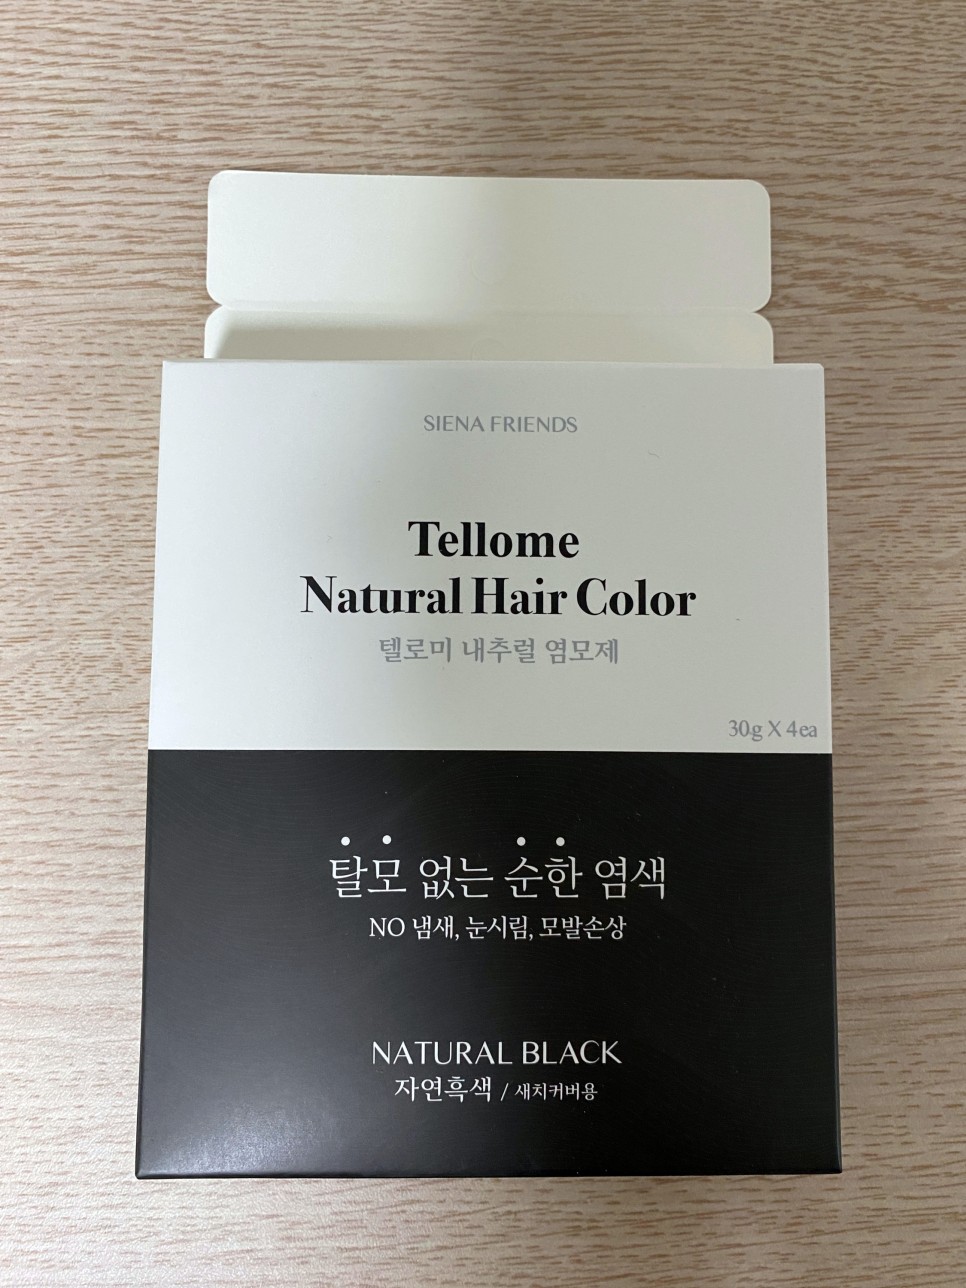 SIENA FRIENDS
Tellome
Natural Hair Color
텔로미 내추럴 염모제
30g X 4ea
탈모 없는 순한 염색
NO 냄새, 눈시림, 모발손상
NATURAL BLACK
자연흑색 / 새치커버용